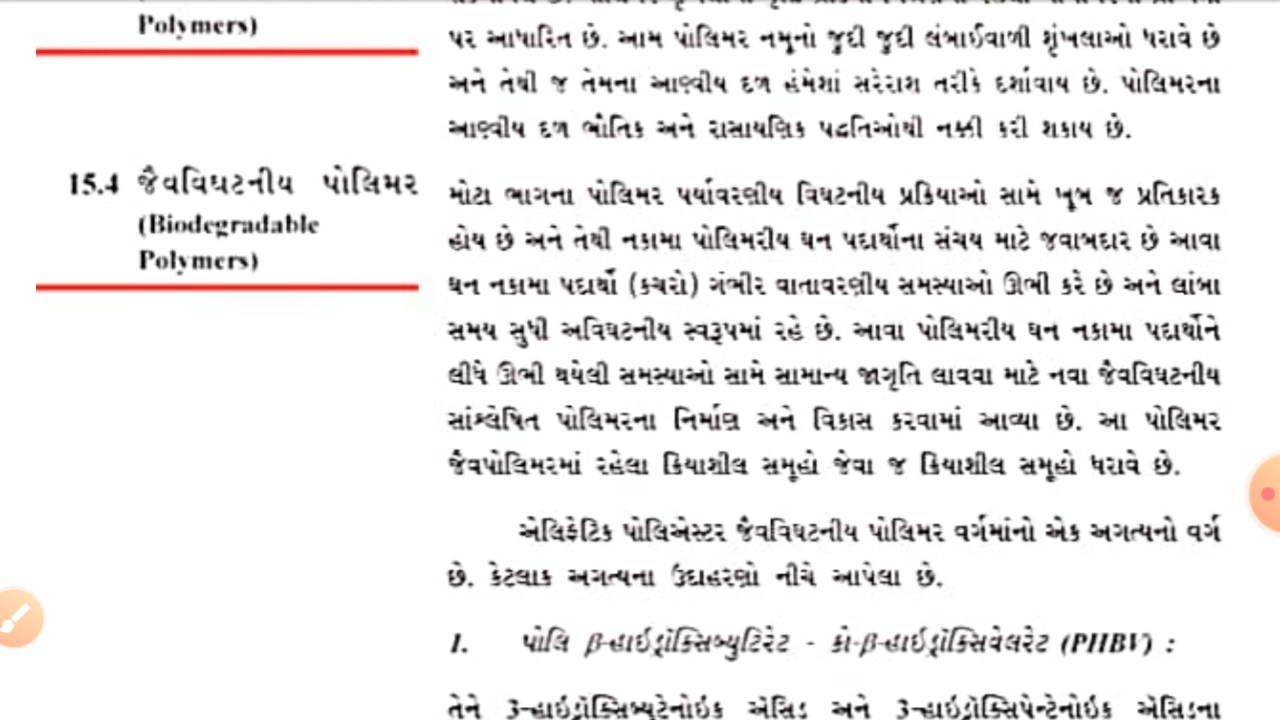 Polymers)
પર આધારિત છે. આમ પોલિમર નમૂનો જુદી જુદી લંબાઈવાળી શૃંખલાઓ ધરાવે છે
અને તેથી જ તેમના આણ્વીય દળ હંમેશાં સરેરાશ તરીકે દર્શાવાય છે. પોલિમરના
આણ્વીય દળ ભૌતિક અને રાસાયણિક પદ્ધતિઓથી નક્કી કરી શકાય છે.
15.4 જૈવવિઘટનીય પોલિમર
(Biodegradable
Polymers)
મોટા ભાગના પોલિમર પર્યાવરણીય વિઘટનીય પ્રક્રિયાઓ સામે ખૂબ જ પ્રતિકારક
હોય છે અને તેથી નકામા પોલિમરીય ઘન પદાર્થોના સંચય માટે જવાબદાર છે આવા
ઘન નકામા પદાર્થો (કચરો) ગંભીર વાતાવરણીય સમસ્યાઓ ઊભી કરે છે અને લાંબા
સમય સુધી અવિઘટનીય સ્વરૂપમાં રહે છે. આવા પોલિમરીય ઘન નકામા પદાર્થોને
લીધે ઊભી થયેલી સમસ્યાઓ સામે સામાન્ય જાગૃતિ લાવવા માટે નવા જૈવવિઘટનીય
સાંશ્લેષિત પોલિમરના નિર્માણ અને વિકાસ કરવામાં આવ્યા છે. આ પોલિમર
જૈવપોલિમરમાં રહેલા ક્રિયાશીલ સમૂહો જેવા જ ક્રિયાશીલ સમૂહો ધરાવે છે.
એલિફેટિક પોલિએસ્ટર જૈવવિઘટનીય પોલિમર વર્ગમાંનો એક અગત્યનો વર્ગ
છે. કેટલાક અગત્યના ઉદાહરણો નીચે આપેલા છે.
1. પોલિ β-હાઈડ્રૉક્સિબ્યુટિરેટ - કો-β-હાઈડ્રૉક્સિવેલરેટ (PHBV) :
તેને 3-હાઇડ્રૉક્સિબ્યુટેનોઇક ઍસિડ અને 3-હાઇડ્રૉક્સિપેન્ટેનોઇક ઍસિડના